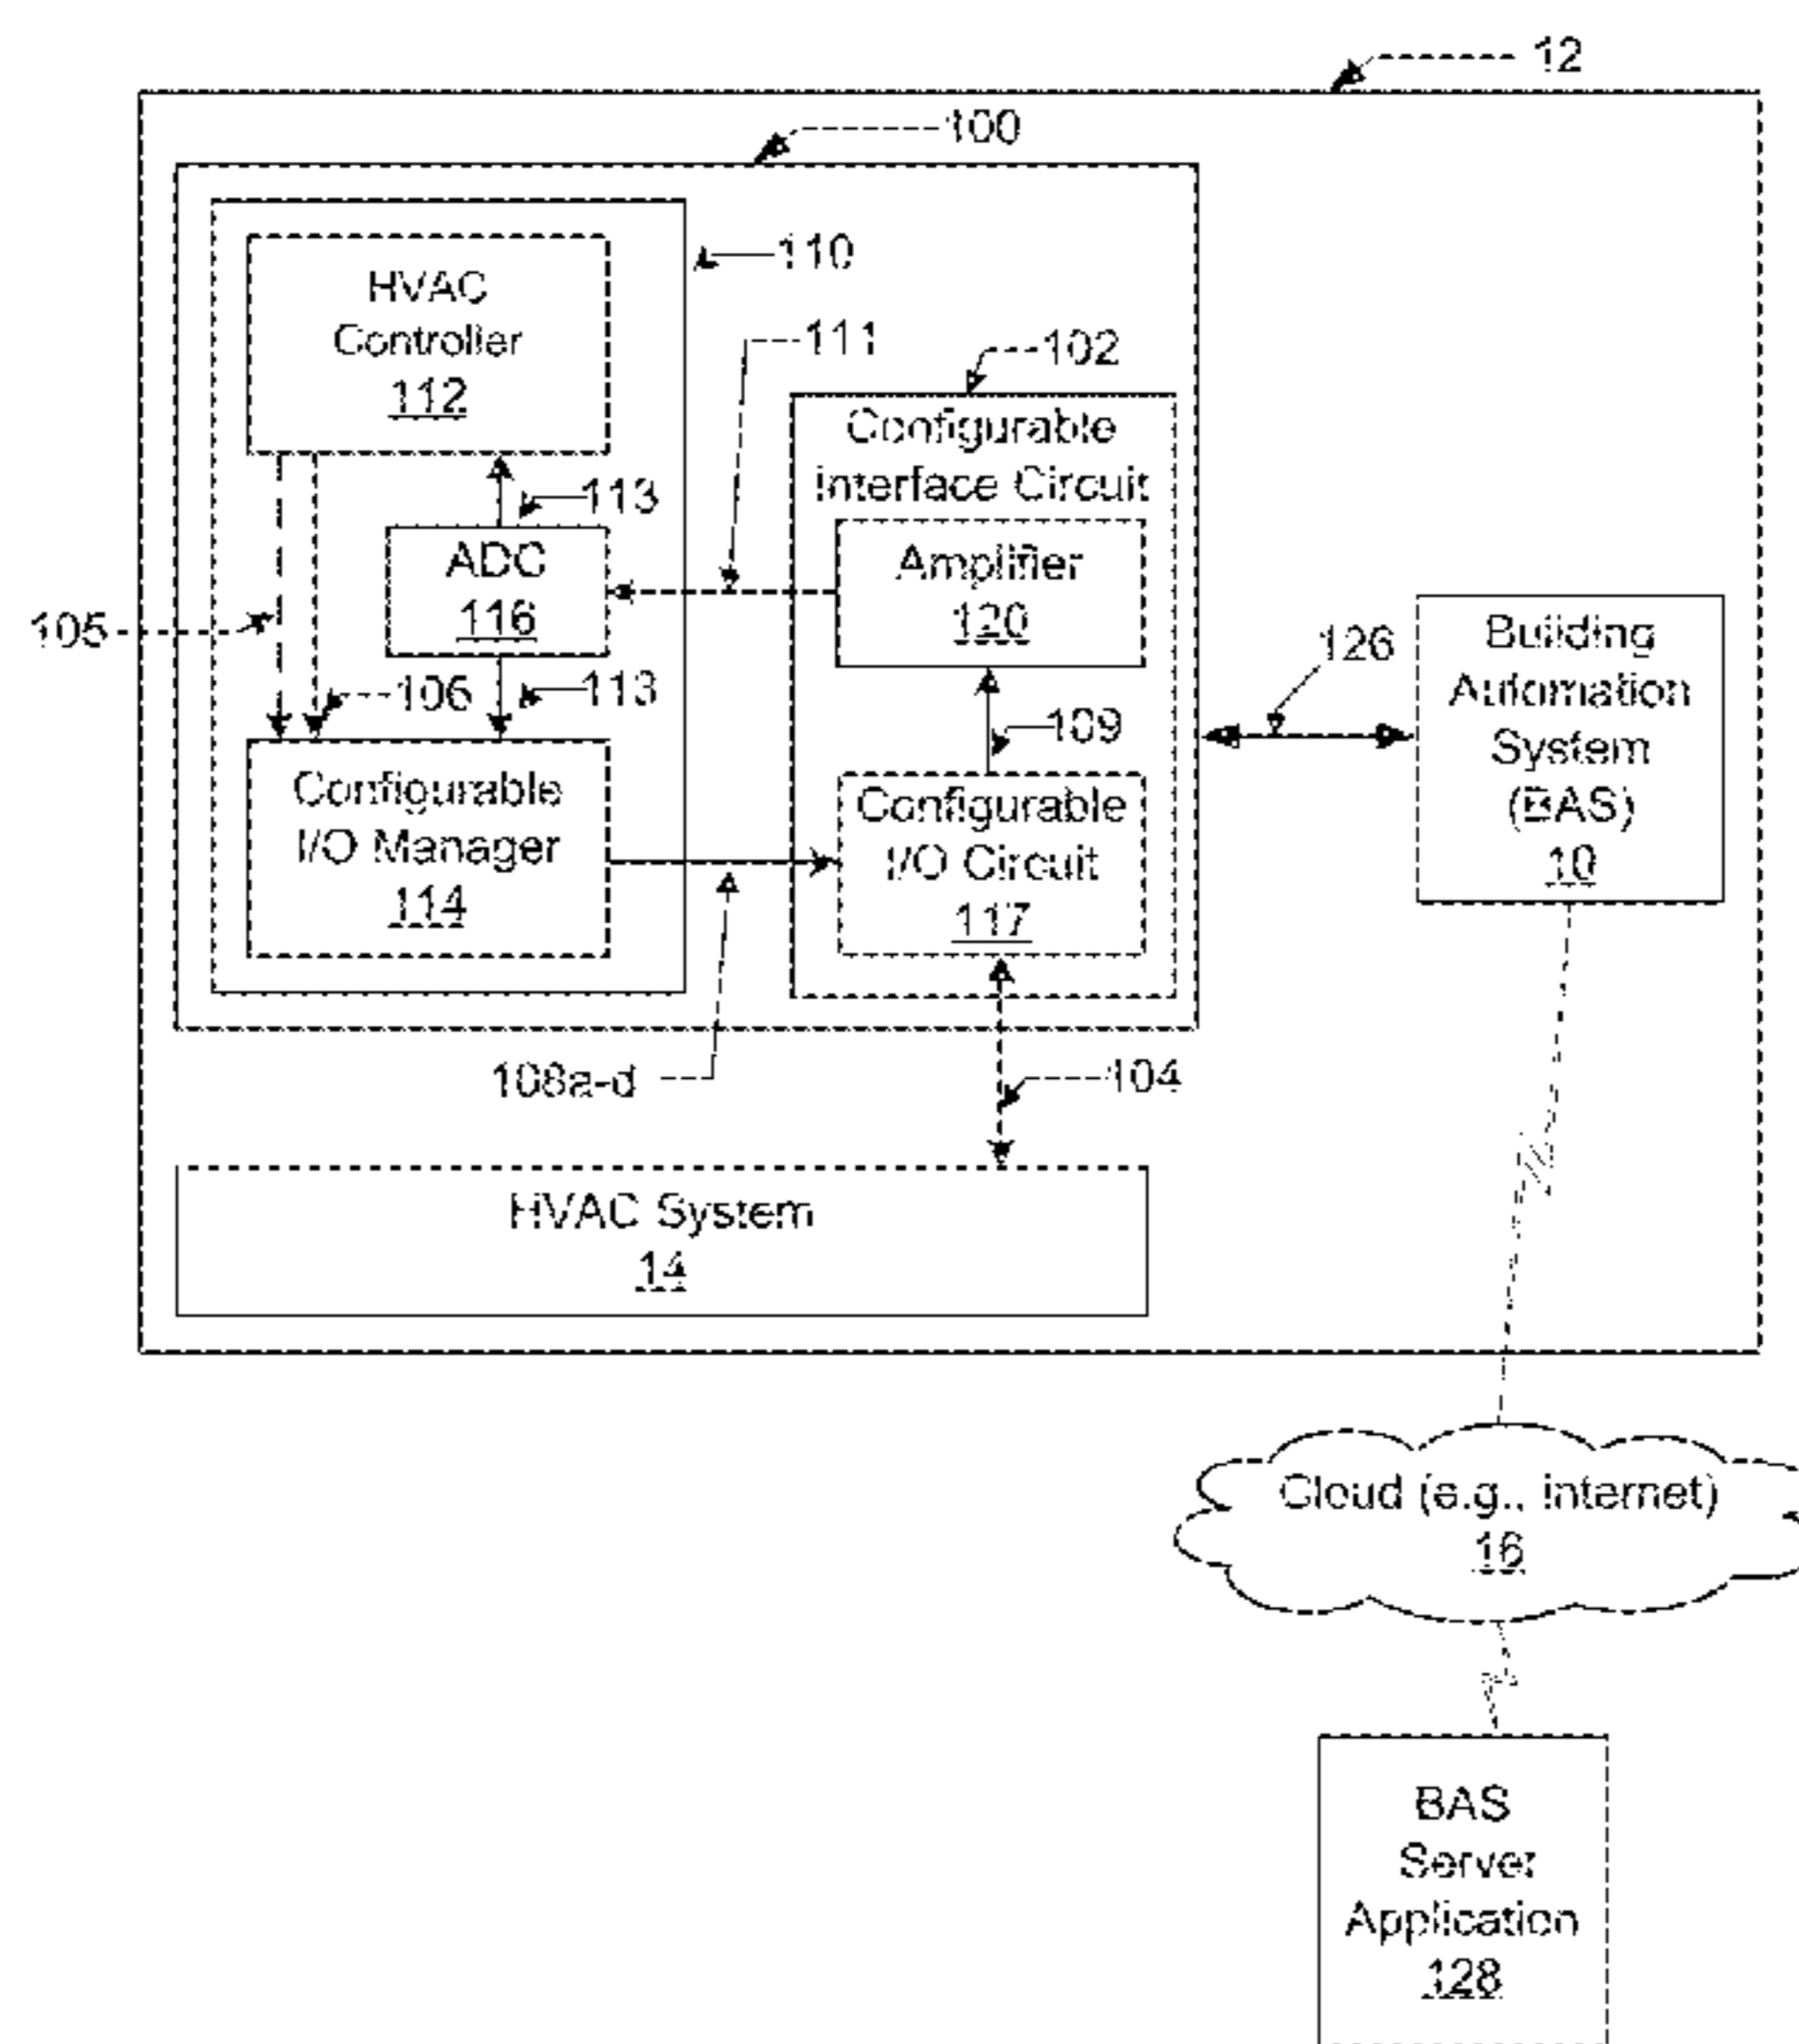 12
100
110
HVAC
Controller
112
111
102
Configurable
Interface Circuit
113
ADC
116
Amplifier
120
105
106
113
109
126
Building
Automation
System
(BAS)
10
Configurable
I/O Manager
114
Configurable
I/O Circuit
117
108a-d
104
HVAC System
14
Cloud (e.g., internet)
16
BAS
Server
Application
128